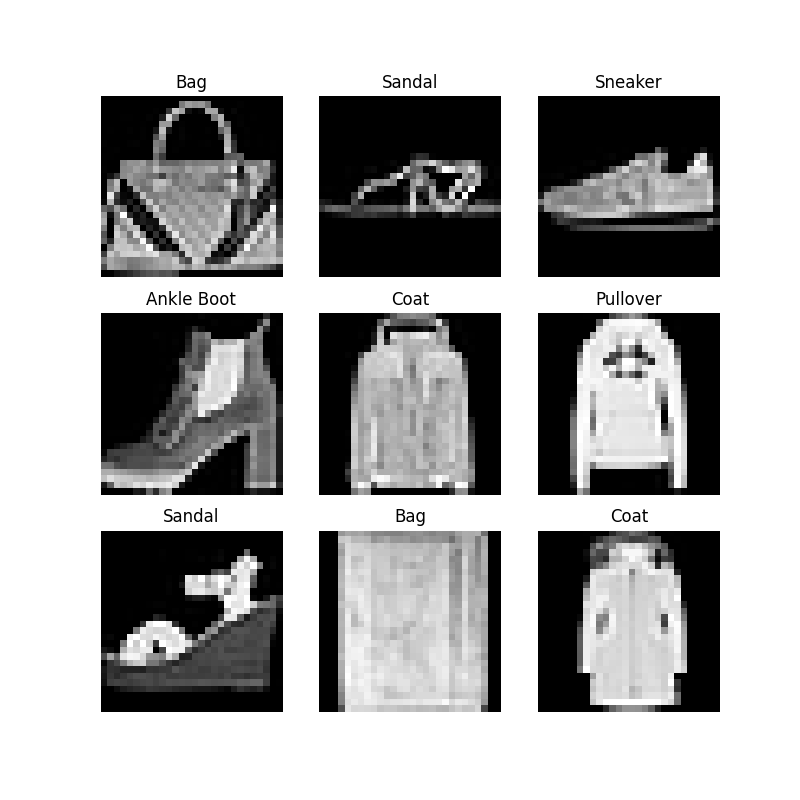 Bag
Sandal
Sneaker
Ankle Boot
Coat
Pullover
Sandal
Bag
Coat